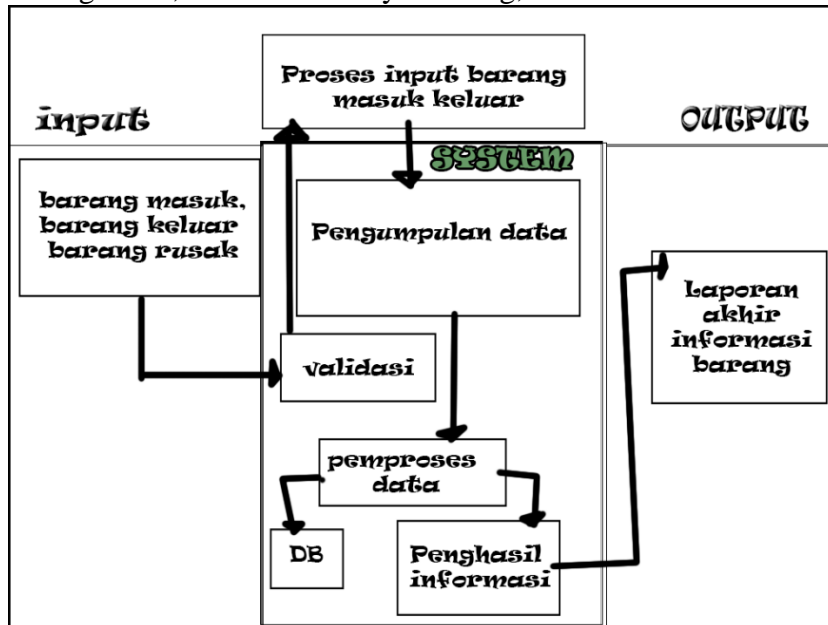 Proses input barang
masuk keluar
input
OUTPUT
SYSTEM
barang masuk,
barang keluar
barang rusak
Pengumpulan data
Laporan
akhir
informasi
barang
validasi
pemproses
data
DB
Penghasil
informasi